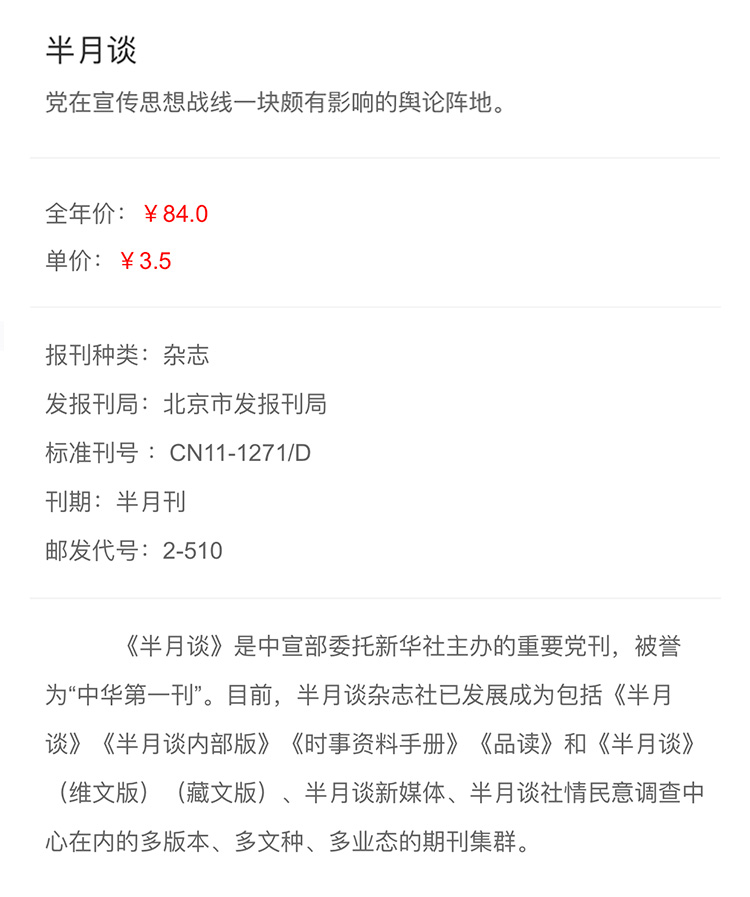 半月谈
党在宣传思想战线一块颇有影响的舆论阵地。
全年价：￥84.0
单价：￥3.5
报刊种类：杂志
发报刊局：北京市发报刊局
标准刊号 ：CN11-1271/D
刊期：半月刊
邮发代号：2-510
《半月谈》是中宣部委托新华社主办的重要党刊，被誉
为“中华第一刊”。目前，半月谈杂志社已发展成为包括《半月
谈》《半月谈内部版》《时事资料手册》《品读》和《半月谈》
（维文版）（藏文版）、半月谈新媒体、半月谈社情民意调查中
心在内的多版本、多文种、多业态的期刊集群。